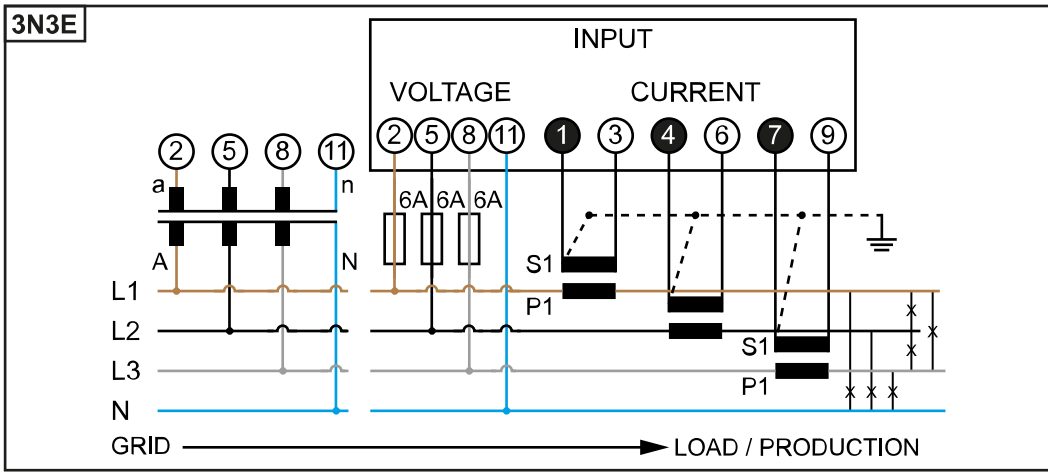 3N3E
INPUT
VOLTAGE CURRENT
2 5 8 11 1 3 4 6 7 9
2 5 8 11
a n
6A 6A 6A
A N
S1
L1 P1
L2
S1
L3
P1
N
GRID LOAD / PRODUCTION